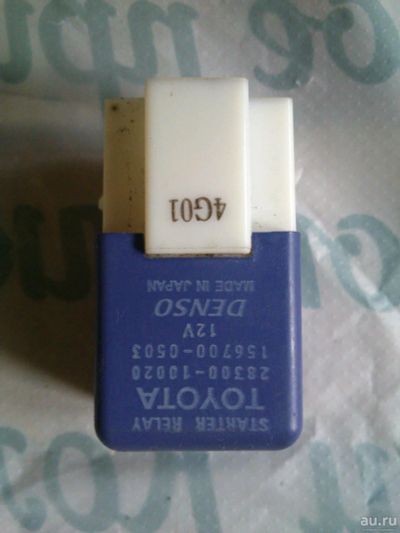 STARTER RELAY
TOYOTA
28300-10020
156700-0503
12V
DENSO
MADE IN JAPAN
4G01
au.ru